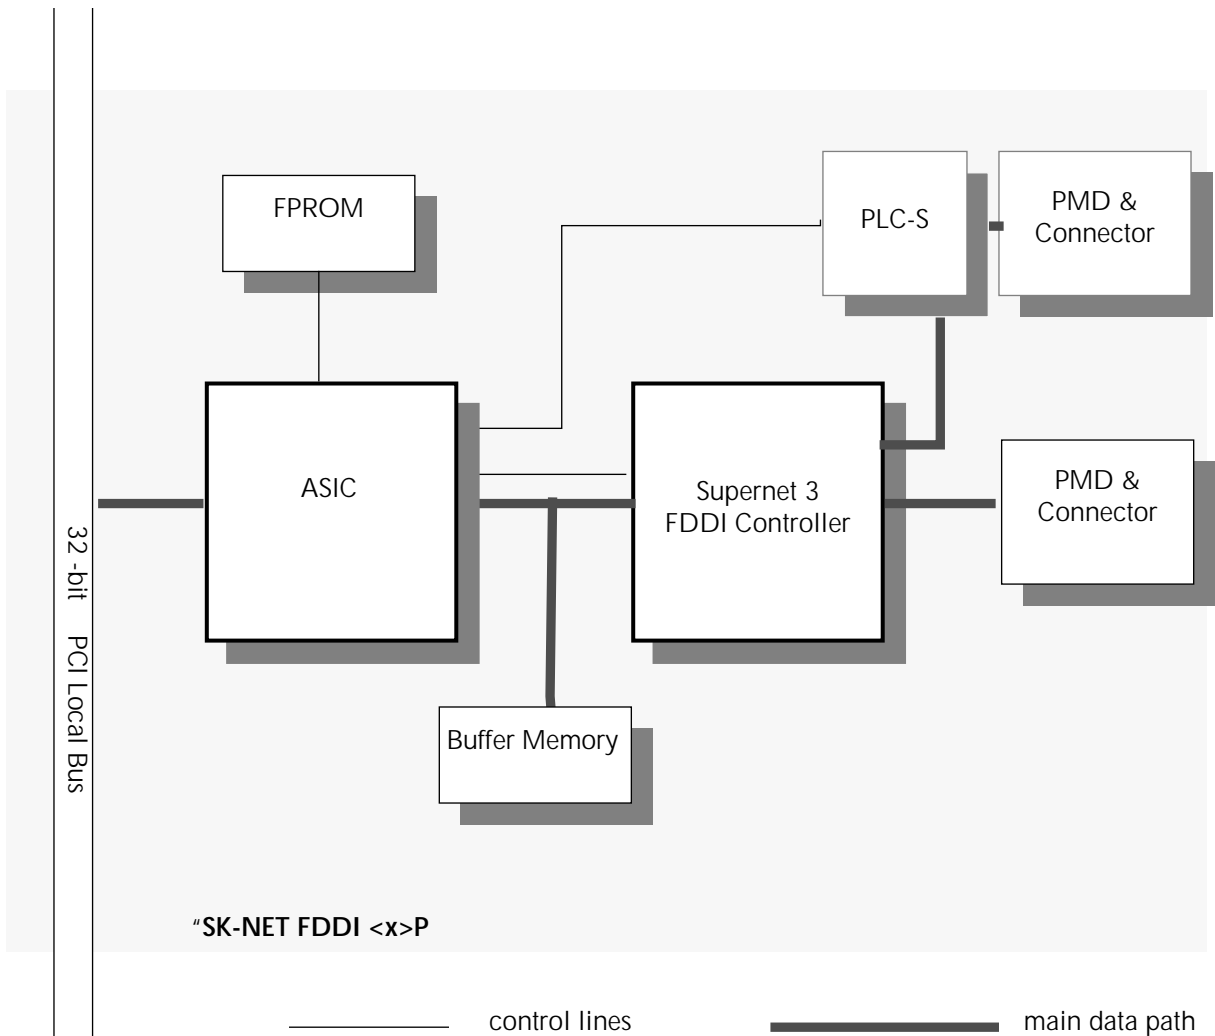 FPROM
PLC-S
PMD &
Connector
ASIC
Supernet 3
FDDI Controller
PMD &
Connector
32 -bit PCI Local Bus
Buffer Memory
“SK-NET FDDI <x>P
control lines
main data path